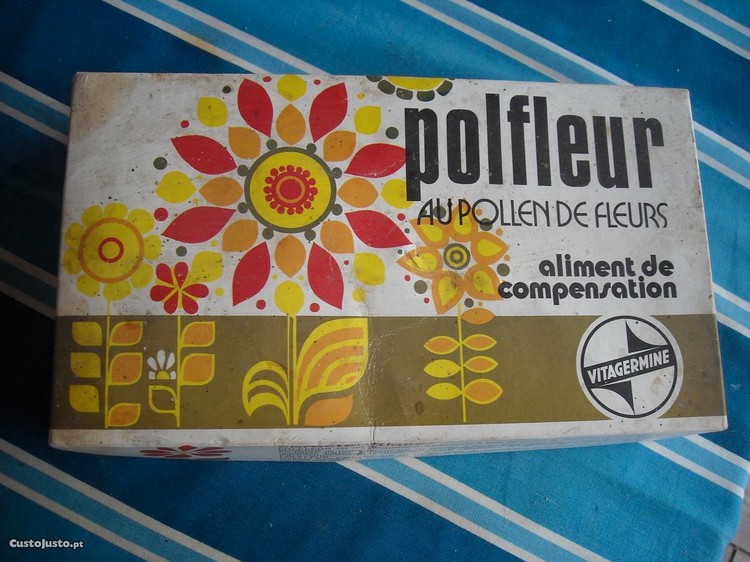 polfleur
AU POLLEN DE FLEURS
aliment de
compensation
VITAGERMINE
CustoJusto.pt